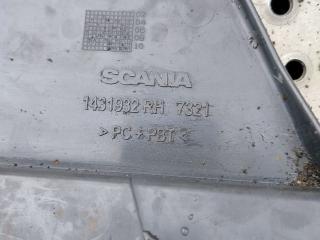 SCANIA
1431932 RH 7321
> PC + PBT <